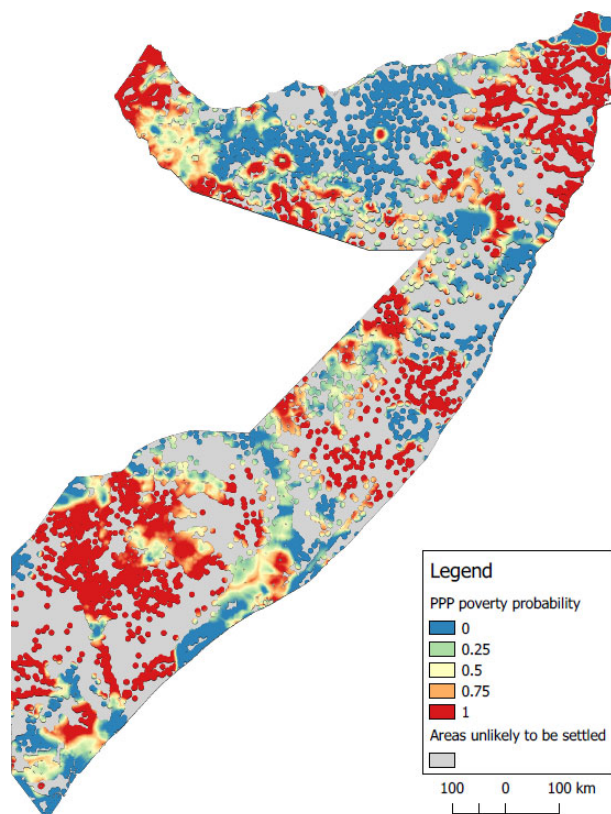 Legend
PPP poverty probability
0
0.25
0.5
0.75
1
Areas unlikely to be settled
100 0 100 km